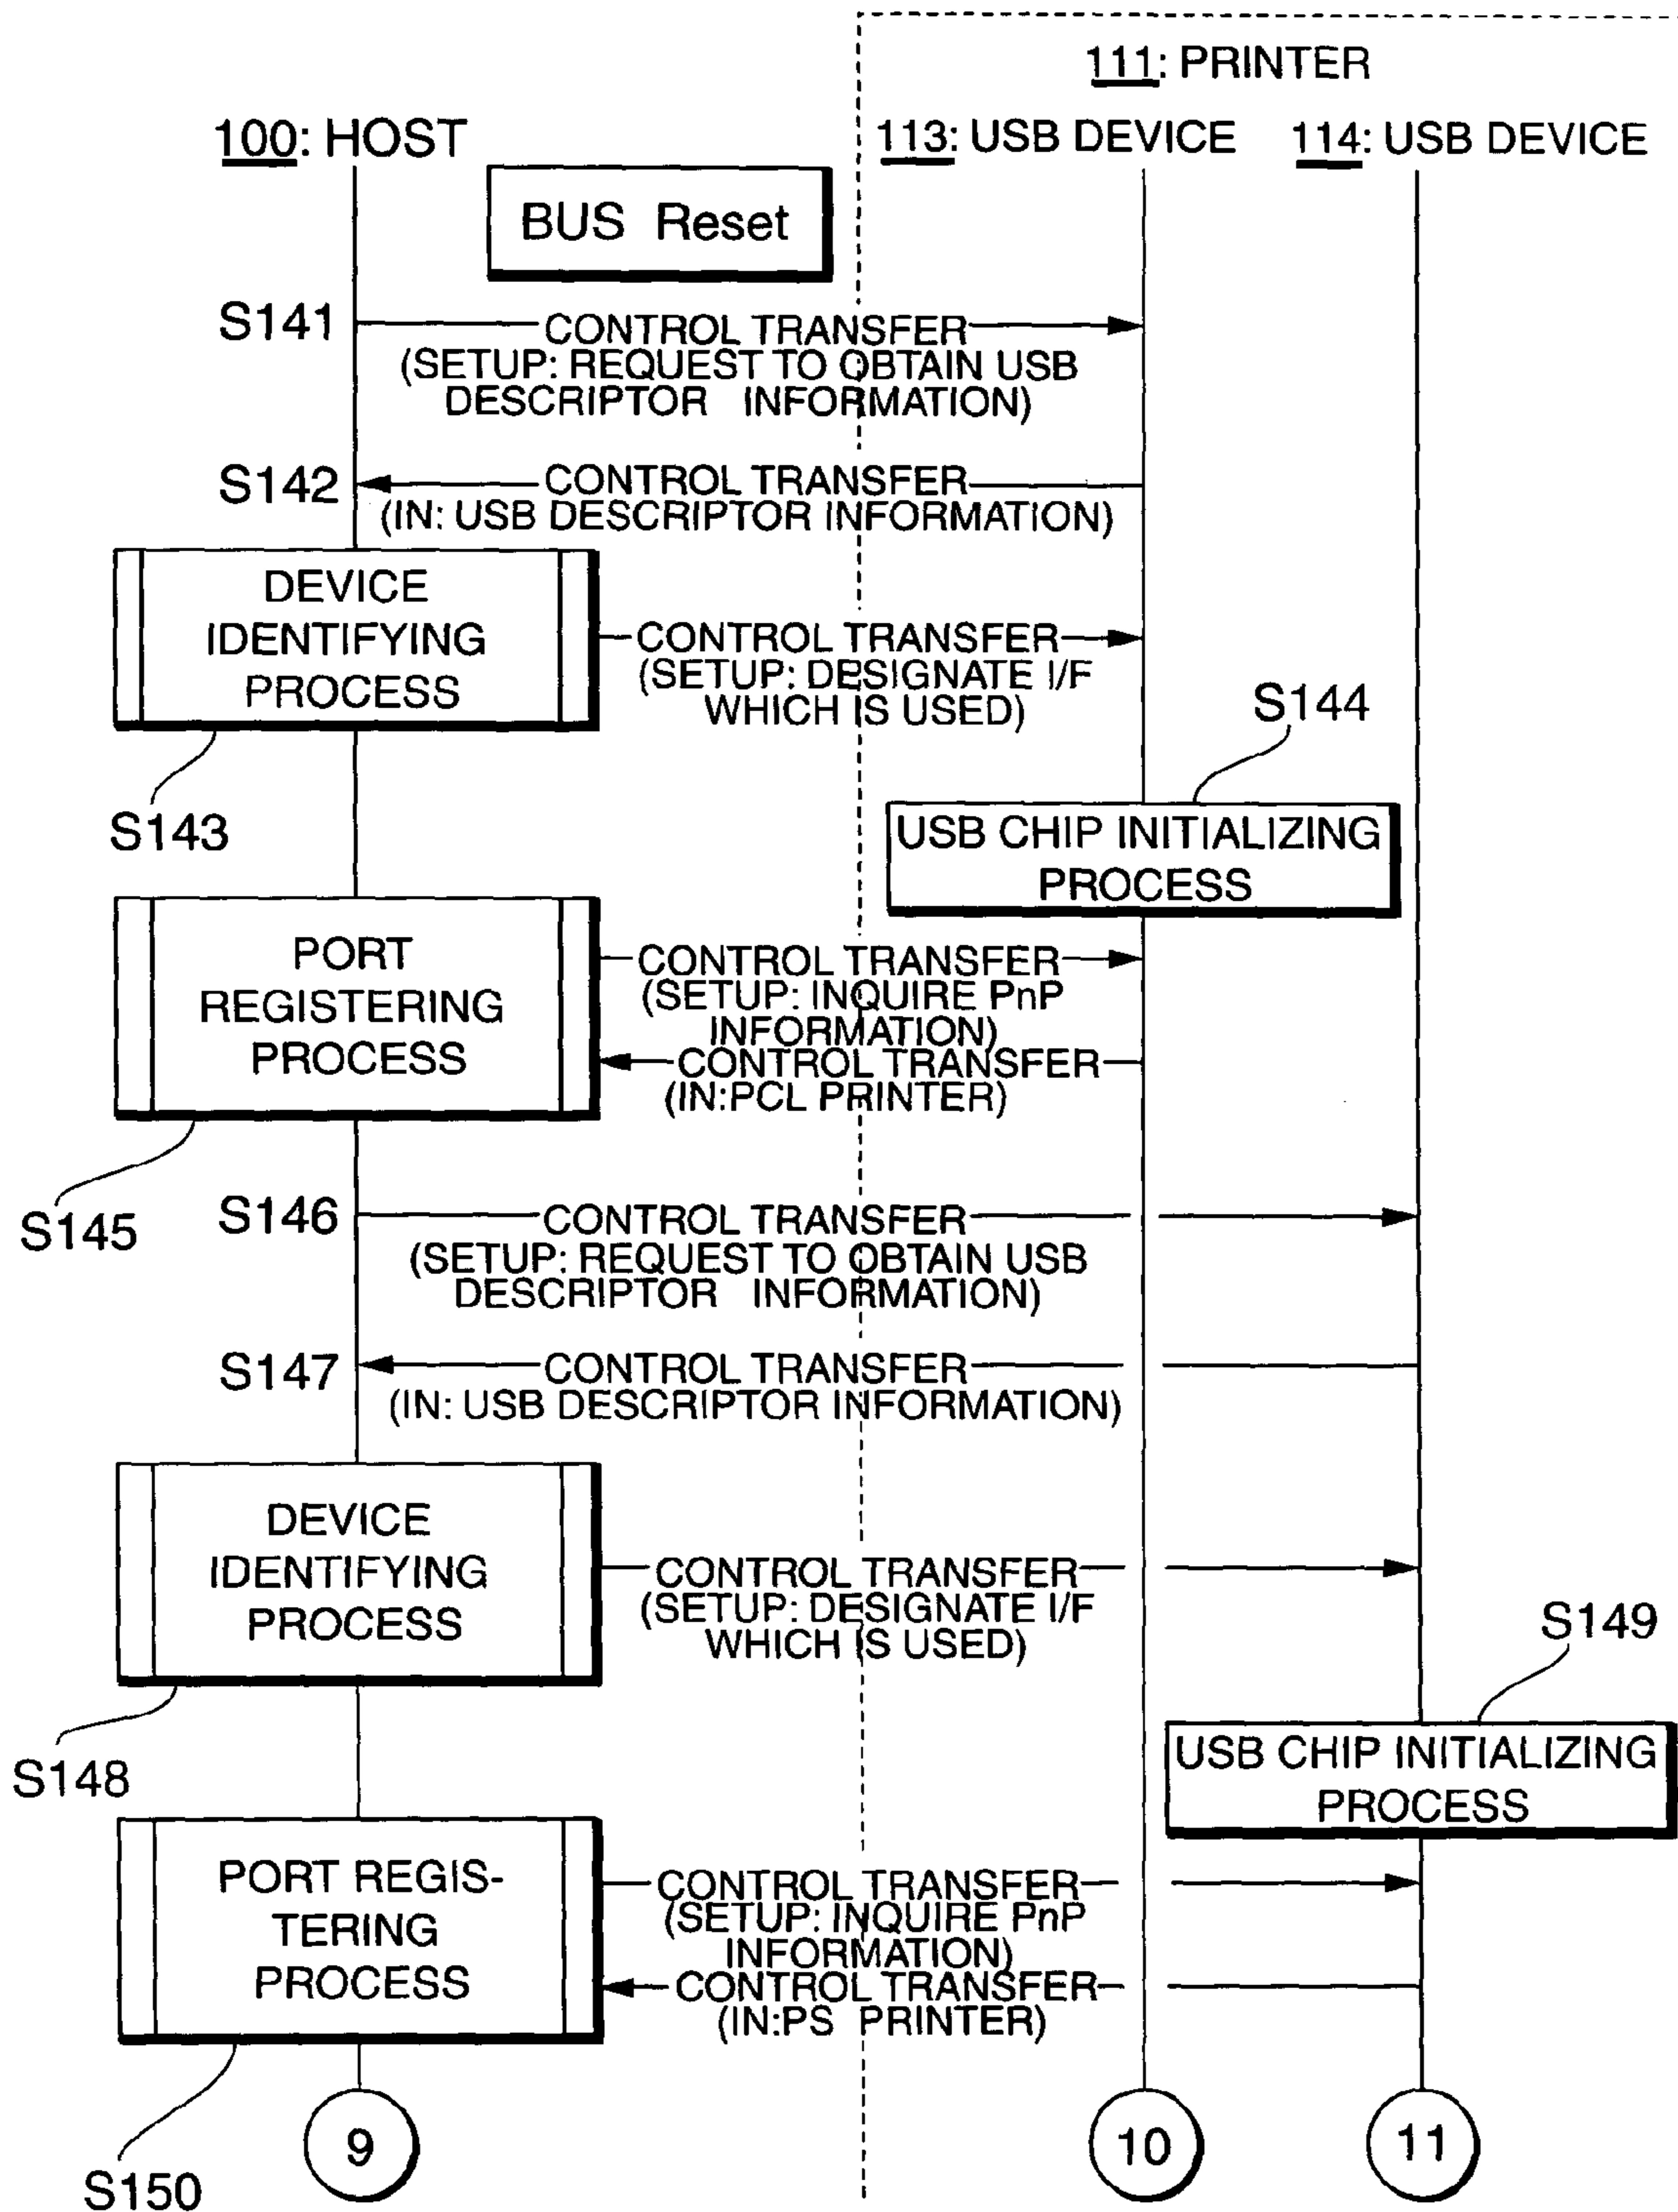 111: PRINTER
100: HOST
113: USB DEVICE
114: USB DEVICE
BUS Reset
S141
CONTROL TRANSFER
(SETUP: REQUEST TO OBTAIN USB
DESCRIPTOR INFORMATION)
S142
CONTROL TRANSFER
(IN: USB DESCRIPTOR INFORMATION)
DEVICE
IDENTIFYING
PROCESS
CONTROL TRANSFER
(SETUP: DESIGNATE I/F
WHICH IS USED)
S143
S144
USB CHIP INITIALIZING
PROCESS
PORT
REGISTERING
PROCESS
CONTROL TRANSFER
(SETUP: INQUIRE PnP
INFORMATION)
CONTROL TRANSFER
(IN:PCL PRINTER)
S145
S146
CONTROL TRANSFER
(SETUP: REQUEST TO OBTAIN USB
DESCRIPTOR INFORMATION)
S147
CONTROL TRANSFER
(IN: USB DESCRIPTOR INFORMATION)
DEVICE
IDENTIFYING
PROCESS
CONTROL TRANSFER
(SETUP: DESIGNATE I/F
WHICH IS USED)
S148
S149
USB CHIP INITIALIZING
PROCESS
PORT REGIS-
TERING
PROCESS
CONTROL TRANSFER
(SETUP: INQUIRE PnP
INFORMATION)
CONTROL TRANSFER
(IN:PS PRINTER)
S150
9
10
11